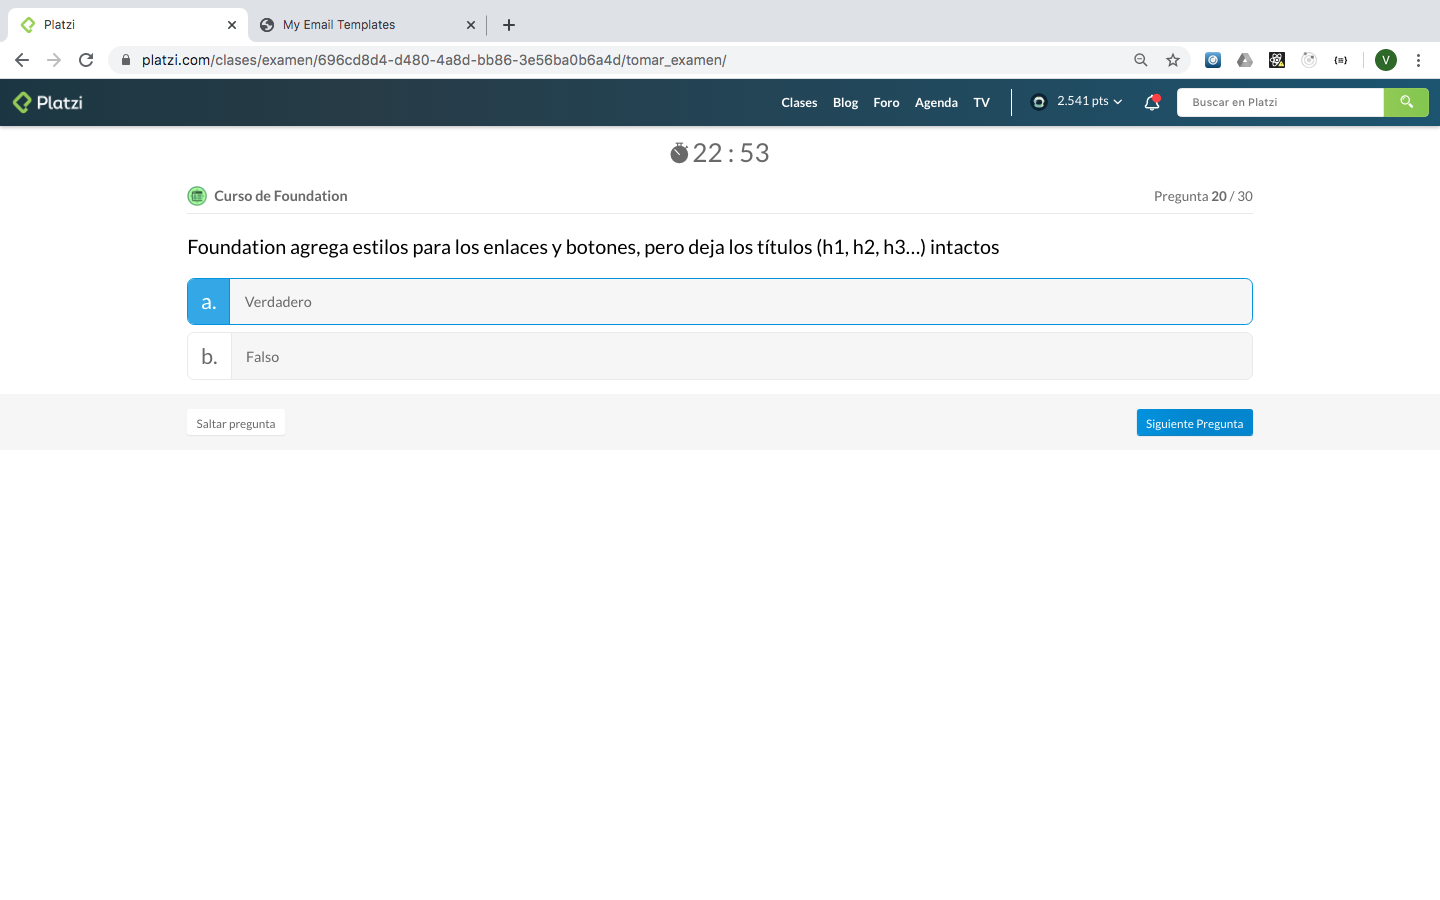 Platzi
My Email Templates
platzi.com/clases/examen/696cd8d4-d480-4a8d-bb86-3e56ba0b6a4d/tomar_examen/
V
Platzi
Clases
Blog
Foro
Agenda
TV
2.541 pts
Buscar en Platzi
22 : 53
Curso de Foundation
Pregunta 20 / 30
Foundation agrega estilos para los enlaces y botones, pero deja los títulos (h1, h2, h3...) intactos
a. Verdadero
b. Falso
Saltar pregunta
Siguiente Pregunta